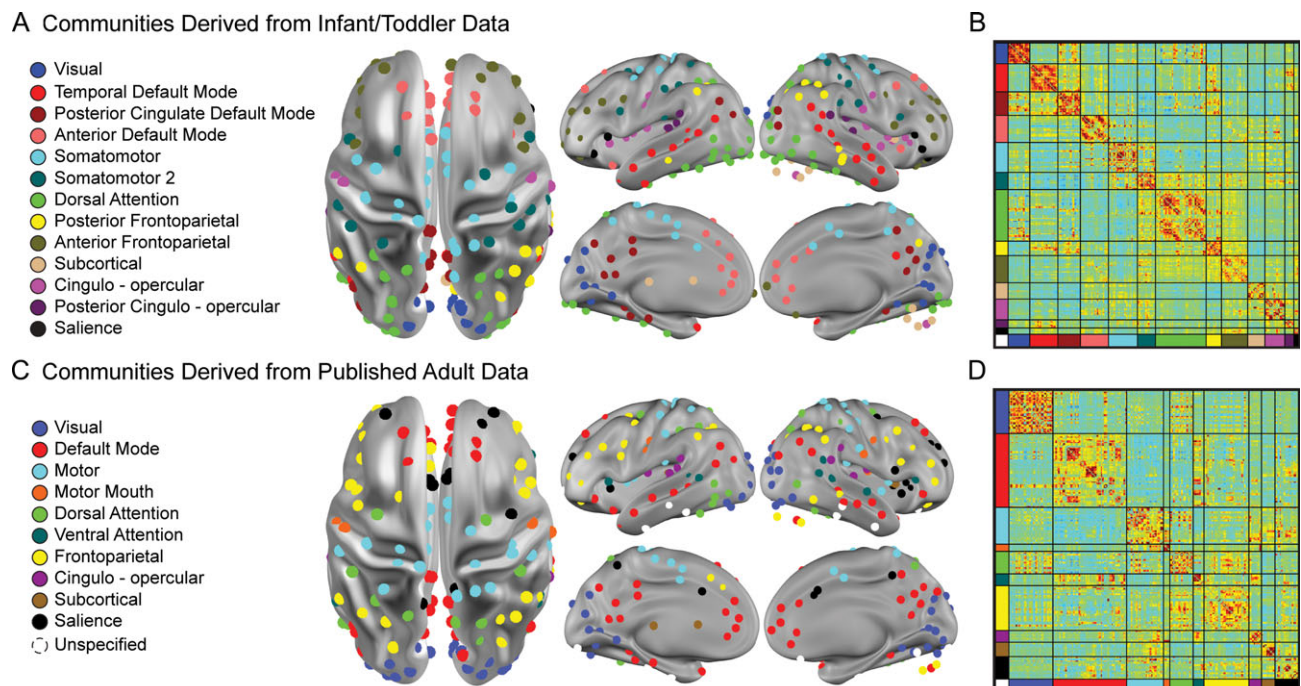 A Communities Derived from Infant/Toddler Data
Visual
Temporal Default Mode
Posterior Cingulate Default Mode
Anterior Default Mode
Somatomotor
Somatomotor 2
Dorsal Attention
Posterior Frontoparietal
Anterior Frontoparietal
Subcortical
Cingulo - opercular
Posterior Cingulo - opercular
Salience
B
C Communities Derived from Published Adult Data
Visual
Default Mode
Motor
Motor Mouth
Dorsal Attention
Ventral Attention
Frontoparietal
Cingulo - opercular
Subcortical
Salience
Unspecified
D